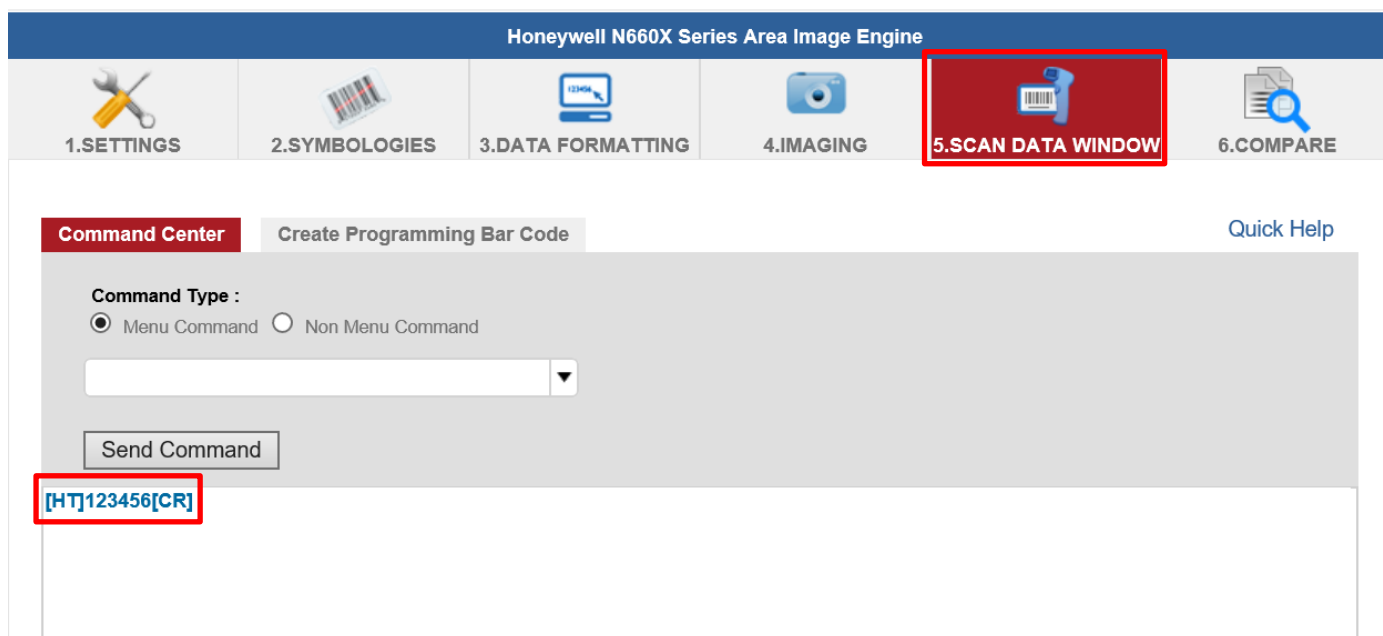 Honeywell N660X Series Area Image Engine
1.SETTINGS
2.SYMBOLOGIES
123456
3.DATA FORMATTING
4.IMAGING
5.SCAN DATA WINDOW
6.COMPARE
Command Center
Create Programming Bar Code
Quick Help
Command Type :
Menu Command
Non Menu Command
Send Command
[HT]123456[CR]